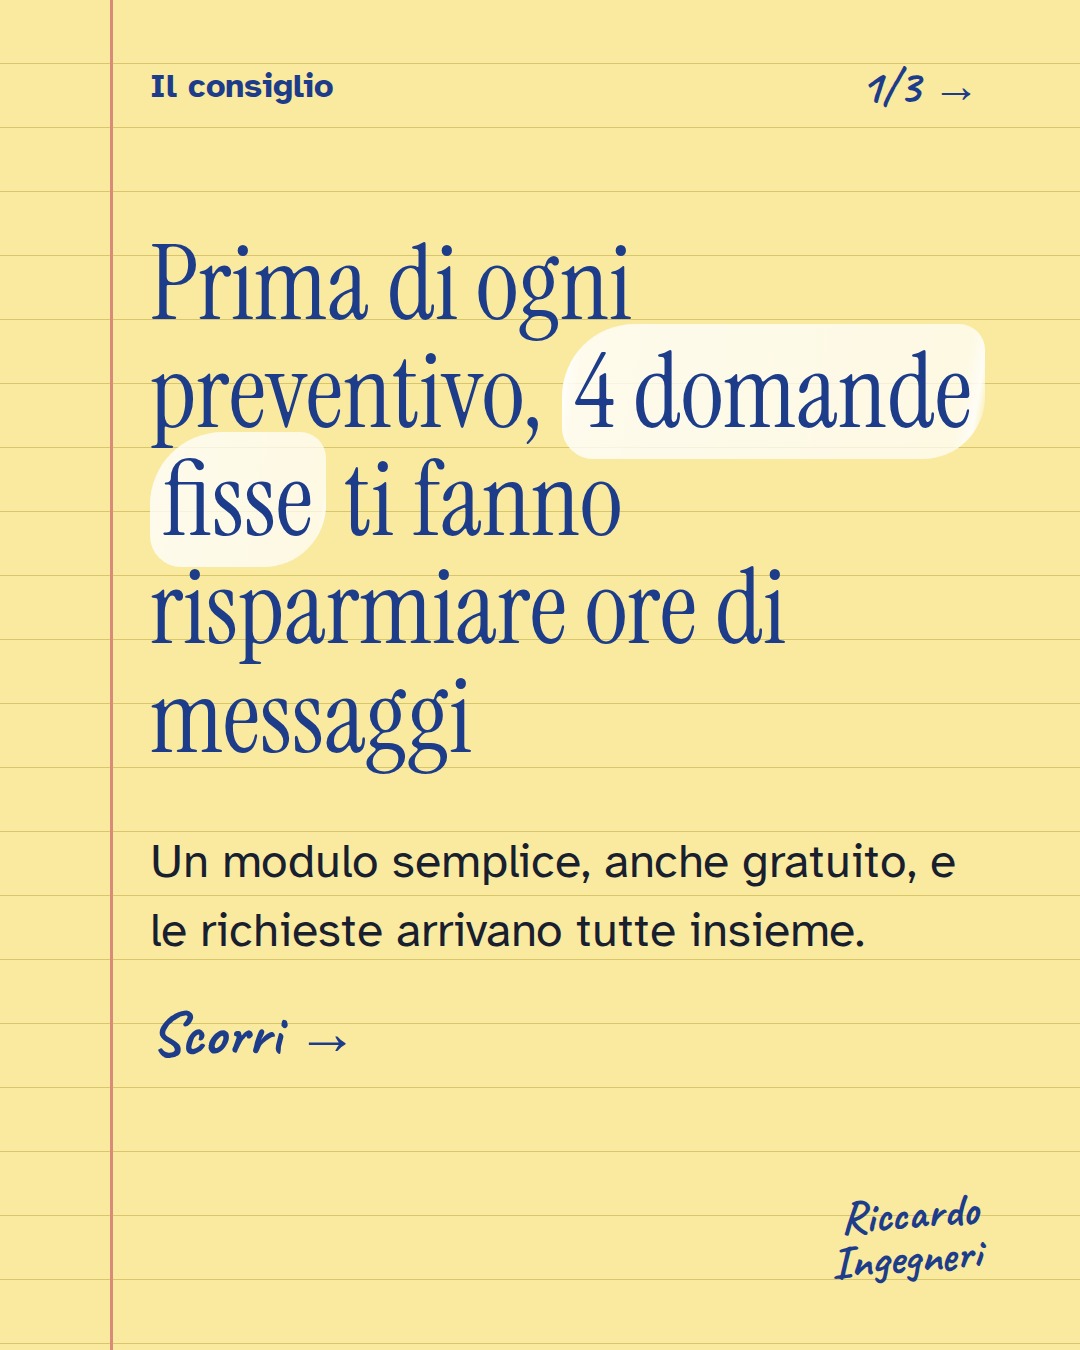 Il consiglio
1/3 →
Prima di ogni
preventivo, 4 domande
fisse ti fanno
risparmiare ore di
messaggi
Un modulo semplice, anche gratuito, e
le richieste arrivano tutte insieme.
Scorri →
Riccardo
Ingegneri